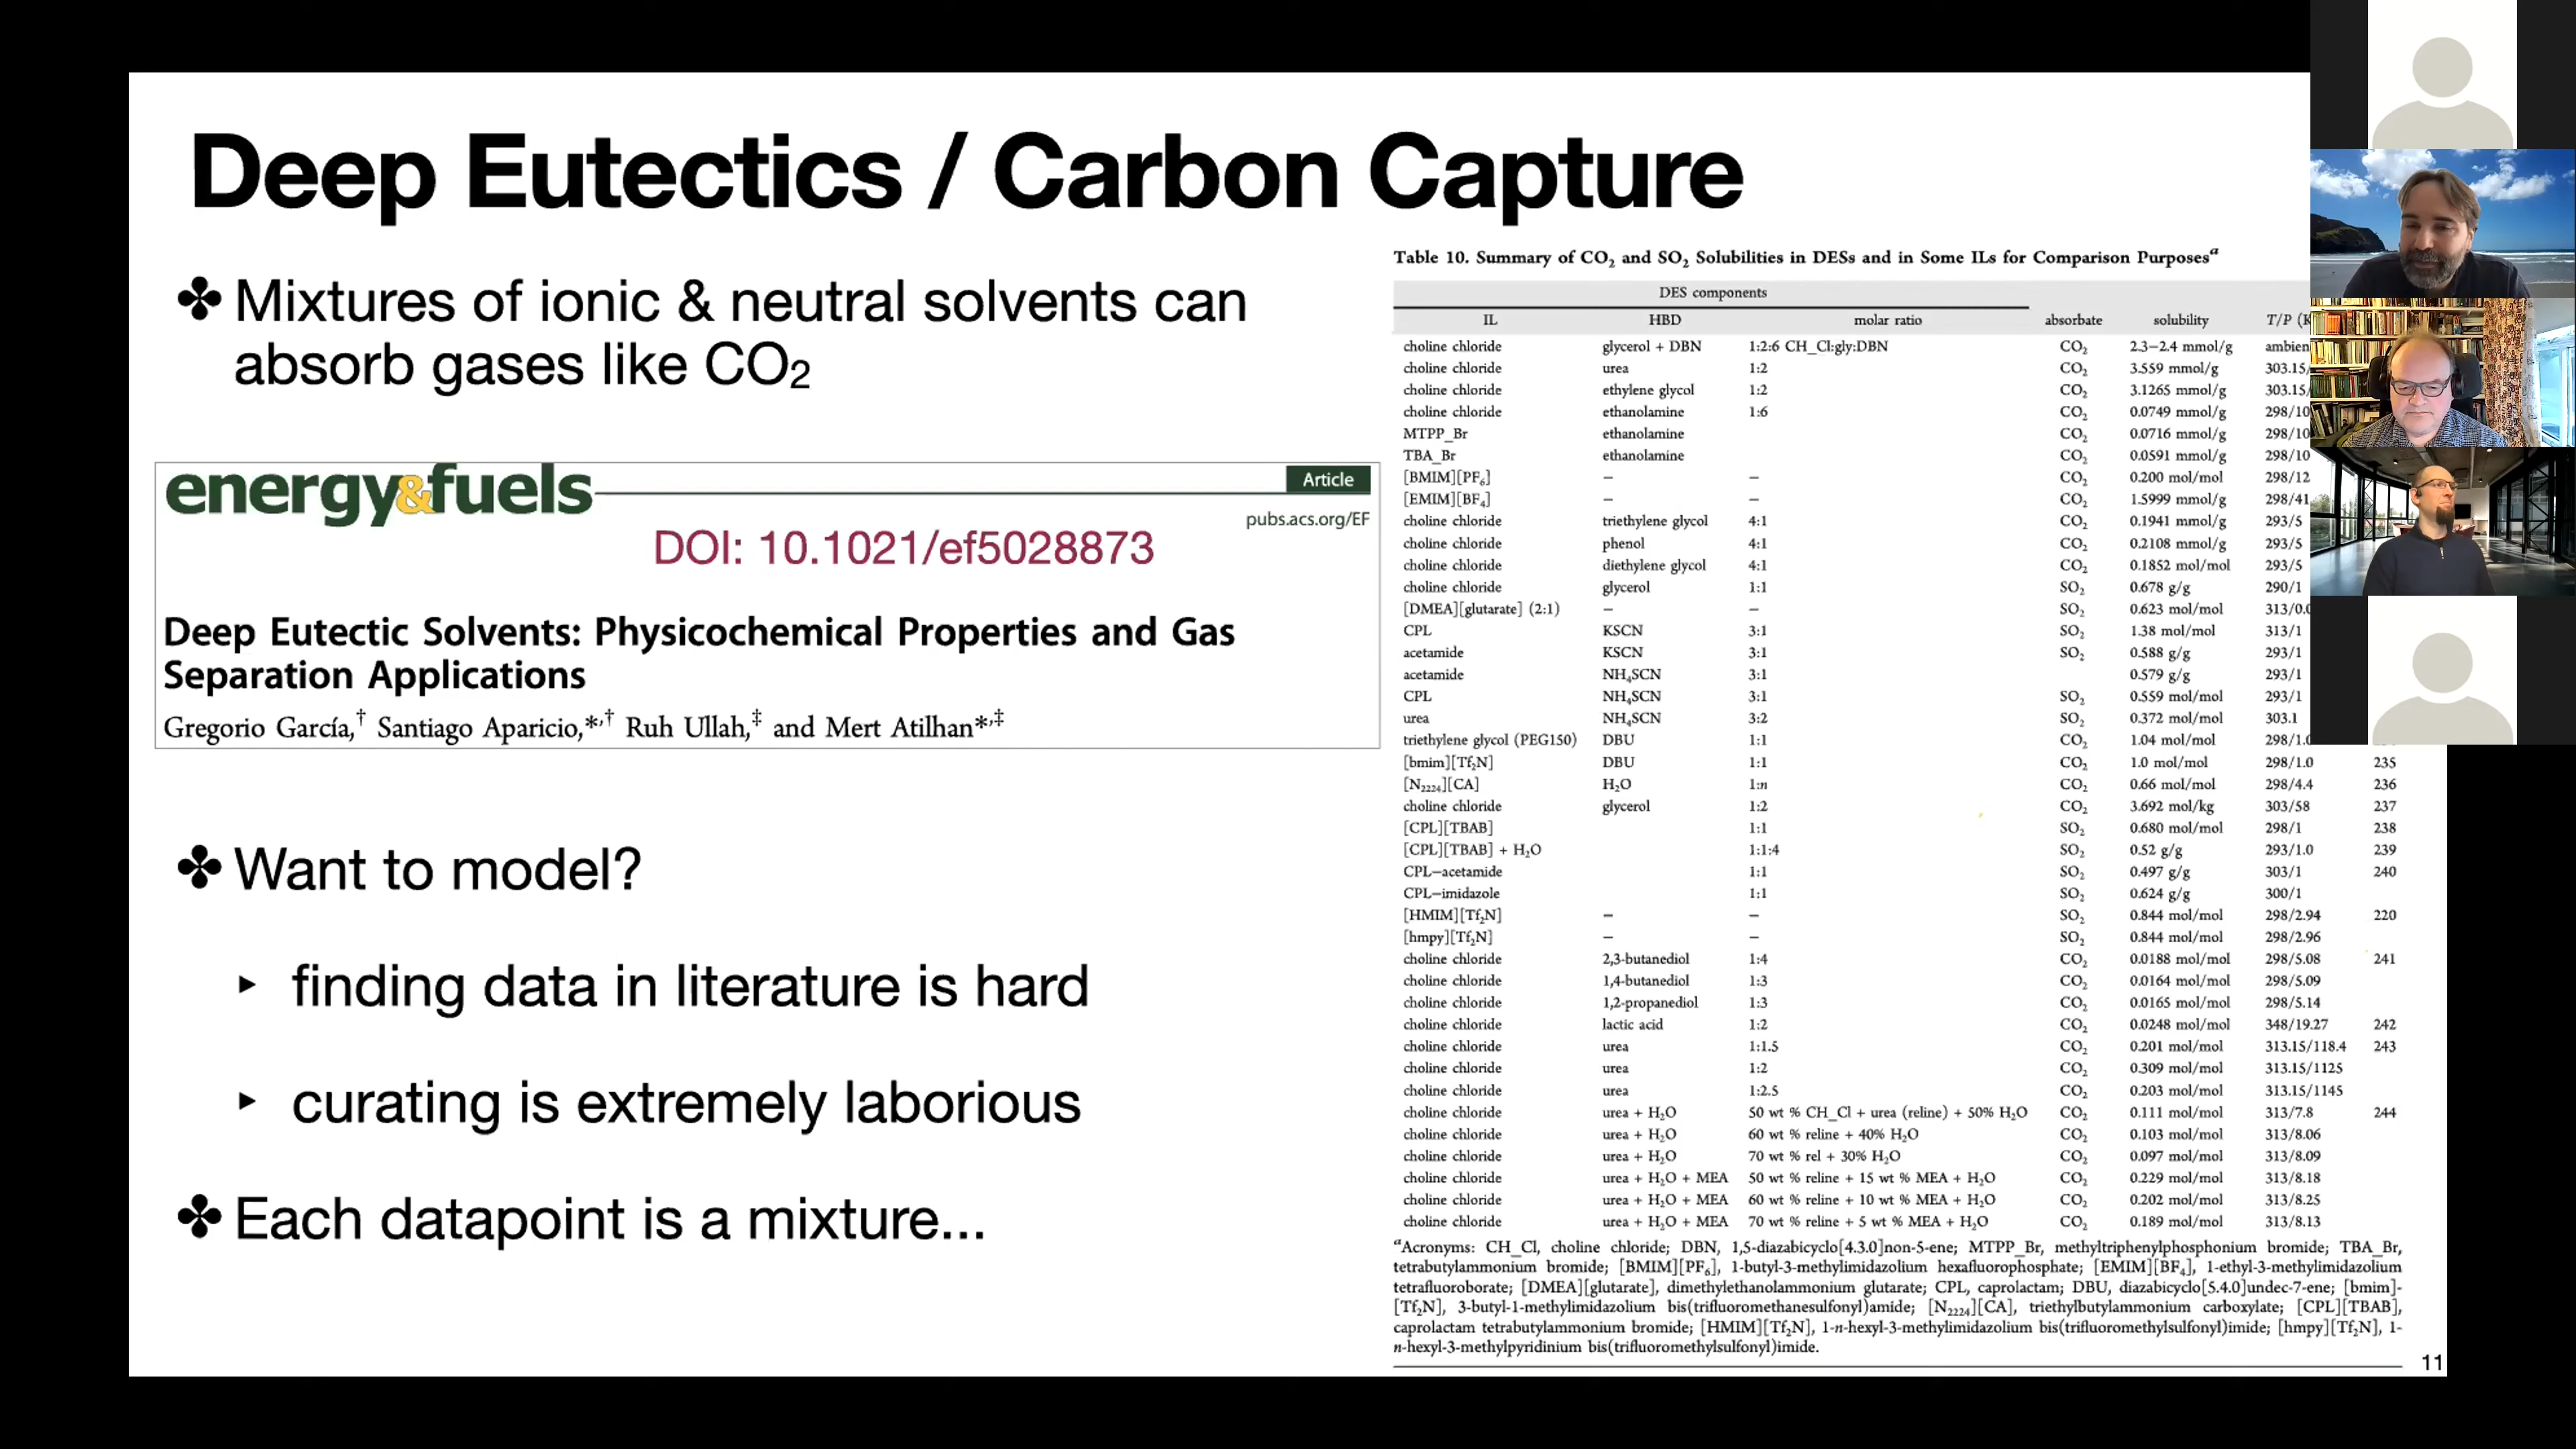 Deep Eutectics / Carbon Capture
✤ Mixtures of ionic & neutral solvents can
absorb gases like CO₂
energy&fuels
Article
pubs.acs.org/EF
DOI: 10.1021/ef5028873
Deep Eutectic Solvents: Physicochemical Properties and Gas
Separation Applications
Gregorio García,† Santiago Aparicio,*,† Ruh Ullah,‡ and Mert Atilhan*,‡
✤ Want to model?
‣ finding data in literature is hard
‣ curating is extremely laborious
✤ Each datapoint is a mixture...
Table 10. Summary of CO₂ and SO₂ Solubilities in DESs and in Some ILs for Comparison Purposesᵃ
DES components
IL HBD molar ratio absorbate solubility T/P (K
choline chloride glycerol + DBN 1:2:6 CH_Cl:gly:DBN CO₂ 2.3−2.4 mmol/g ambien
choline chloride urea 1:2 CO₂ 3.559 mmol/g 303.15/
choline chloride ethylene glycol 1:2 CO₂ 3.1265 mmol/g 303.15/
choline chloride ethanolamine 1:6 CO₂ 0.0749 mmol/g 298/10
MTPP_Br ethanolamine CO₂ 0.0716 mmol/g 298/10
TBA_Br ethanolamine CO₂ 0.0591 mmol/g 298/10
[BMIM][PF₆] − − CO₂ 0.200 mol/mol 298/12
[EMIM][BF₄] − − CO₂ 1.5999 mmol/g 298/41
choline chloride triethylene glycol 4:1 CO₂ 0.1941 mmol/g 293/5
choline chloride phenol 4:1 CO₂ 0.2108 mmol/g 293/5
choline chloride diethylene glycol 4:1 CO₂ 0.1852 mol/mol 293/5
choline chloride glycerol 1:1 SO₂ 0.678 g/g 290/1
[DMEA][glutarate] (2:1) − − SO₂ 0.623 mol/mol 313/0.0
CPL KSCN 3:1 SO₂ 1.38 mol/mol 313/1
acetamide KSCN 3:1 SO₂ 0.588 g/g 293/1
acetamide NH₄SCN 3:1 0.579 g/g 293/1
CPL NH₄SCN 3:1 SO₂ 0.559 mol/mol 293/1
urea NH₄SCN 3:2 SO₂ 0.372 mol/mol 303.1
triethylene glycol (PEG150) DBU 1:1 CO₂ 1.04 mol/mol 298/1.0
[bmim][Tf₂N] DBU 1:1 CO₂ 1.0 mol/mol 298/1.0 235
[N₂₂₂₄][CA] H₂O 1:n CO₂ 0.66 mol/mol 298/4.4 236
choline chloride glycerol 1:2 CO₂ 3.692 mol/kg 303/58 237
[CPL][TBAB] 1:1 SO₂ 0.680 mol/mol 298/1 238
[CPL][TBAB] + H₂O 1:1:4 SO₂ 0.52 g/g 293/1.0 239
CPL−acetamide 1:1 SO₂ 0.497 g/g 303/1 240
CPL−imidazole 1:1 SO₂ 0.624 g/g 300/1
[HMIM][Tf₂N] − − SO₂ 0.844 mol/mol 298/2.94 220
[hmpy][Tf₂N] − − SO₂ 0.844 mol/mol 298/2.96
choline chloride 2,3-butanediol 1:4 CO₂ 0.0188 mol/mol 298/5.08 241
choline chloride 1,4-butanediol 1:3 CO₂ 0.0164 mol/mol 298/5.09
choline chloride 1,2-propanediol 1:3 CO₂ 0.0165 mol/mol 298/5.14
choline chloride lactic acid 1:2 CO₂ 0.0248 mol/mol 348/19.27 242
choline chloride urea 1:1.5 CO₂ 0.201 mol/mol 313.15/118.4 243
choline chloride urea 1:2 CO₂ 0.309 mol/mol 313.15/1125
choline chloride urea 1:2.5 CO₂ 0.203 mol/mol 313.15/1145
choline chloride urea + H₂O 50 wt % CH_Cl + urea (reline) + 50% H₂O CO₂ 0.111 mol/mol 313/7.8 244
choline chloride urea + H₂O 60 wt % reline + 40% H₂O CO₂ 0.103 mol/mol 313/8.06
choline chloride urea + H₂O 70 wt % rel + 30% H₂O CO₂ 0.097 mol/mol 313/8.09
choline chloride urea + H₂O + MEA 50 wt % reline + 15 wt % MEA + H₂O CO₂ 0.229 mol/mol 313/8.18
choline chloride urea + H₂O + MEA 60 wt % reline + 10 wt % MEA + H₂O CO₂ 0.202 mol/mol 313/8.25
choline chloride urea + H₂O + MEA 70 wt % reline + 5 wt % MEA + H₂O CO₂ 0.189 mol/mol 313/8.13
ᵃAcronyms: CH_Cl, choline chloride; DBN, 1,5-diazabicyclo[4.3.0]non-5-ene; MTPP_Br, methyltriphenylphosphonium bromide; TBA_Br,
tetrabutylammonium bromide; [BMIM][PF₆], 1-butyl-3-methylimidazolium hexafluorophosphate; [EMIM][BF₄], 1-ethyl-3-methylimidazolium
tetrafluoroborate; [DMEA][glutarate], dimethylethanolammonium glutarate; CPL, caprolactam; DBU, diazabicyclo[5.4.0]undec-7-ene; [bmim]-
[Tf₂N], 3-butyl-1-methylimidazolium bis(trifluoromethanesulfonyl)amide; [N₂₂₂₄][CA], triethylbutylammonium carboxylate; [CPL][TBAB],
caprolactam tetrabutylammonium bromide; [HMIM][Tf₂N], 1-n-hexyl-3-methylimidazolium bis(trifluoromethylsulfonyl)imide; [hmpy][Tf₂N], 1-
n-hexyl-3-methylpyridinium bis(trifluoromethylsulfonyl)imide.
11